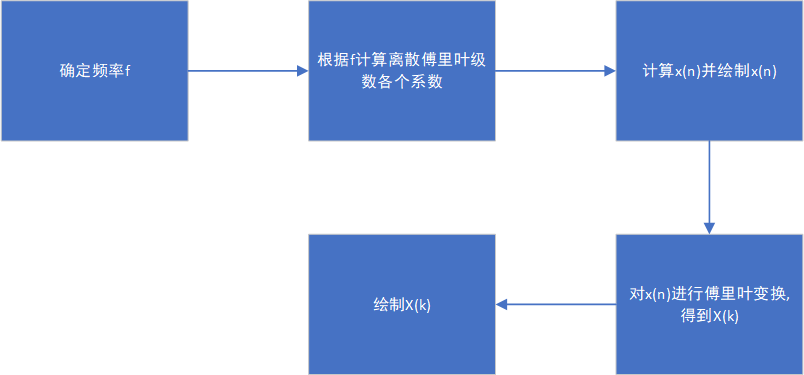 确定频率f
根据f计算离散傅里叶级
数各个系数
计算x(n)并绘制x(n)
对x(n)进行傅里叶变换,
得到X(k)
绘制X(k)